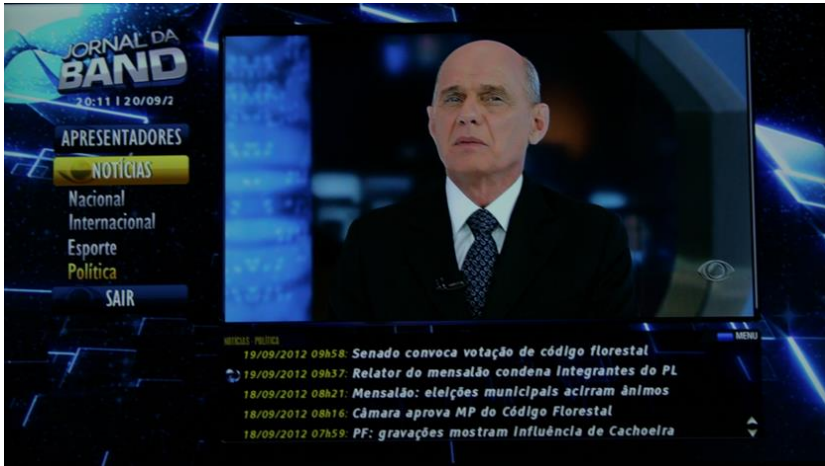 JORNAL DA
BAND
20:11 | 20/09/2
APRESENTADORES
NOTÍCIAS
Nacional
Internacional
Esporte
Política
SAIR
NOTÍCIAS - POLÍTICA
MENU
19/09/2012 09h58: Senado convoca votação de código florestal
19/09/2012 09h37: Relator do mensalão condena integrantes do PL
18/09/2012 08h21: Mensalão: eleições municipais acirram ânimos
18/09/2012 08h16: Câmara aprova MP do Código Florestal
18/09/2012 07h59: PF: gravações mostram influência de Cachoeira